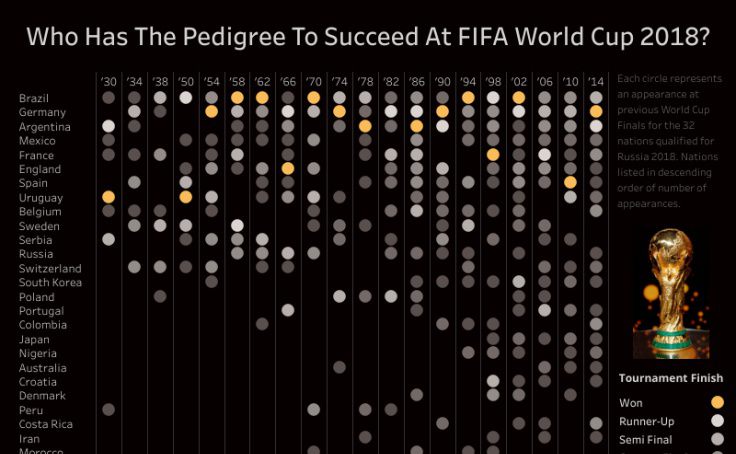 Who Has The Pedigree To Succeed At FIFA World Cup 2018?
'30 '34 '38 '50 '54 '58 '62 '66 '70 '74 '78 '82 '86 '90 '94 '98 '02 '06 '10 '14
Brazil
Germany
Argentina
Mexico
France
England
Spain
Uruguay
Belgium
Sweden
Serbia
Russia
Switzerland
South Korea
Poland
Portugal
Colombia
Japan
Nigeria
Australia
Croatia
Denmark
Peru
Costa Rica
Iran
Morocco
Each circle represents
an appearance at
previous World Cup
Finals for the 32
nations qualified for
Russia 2018. Nations
listed in descending
order of number of
appearances.
Tournament Finish
Won
Runner-Up
Semi Final